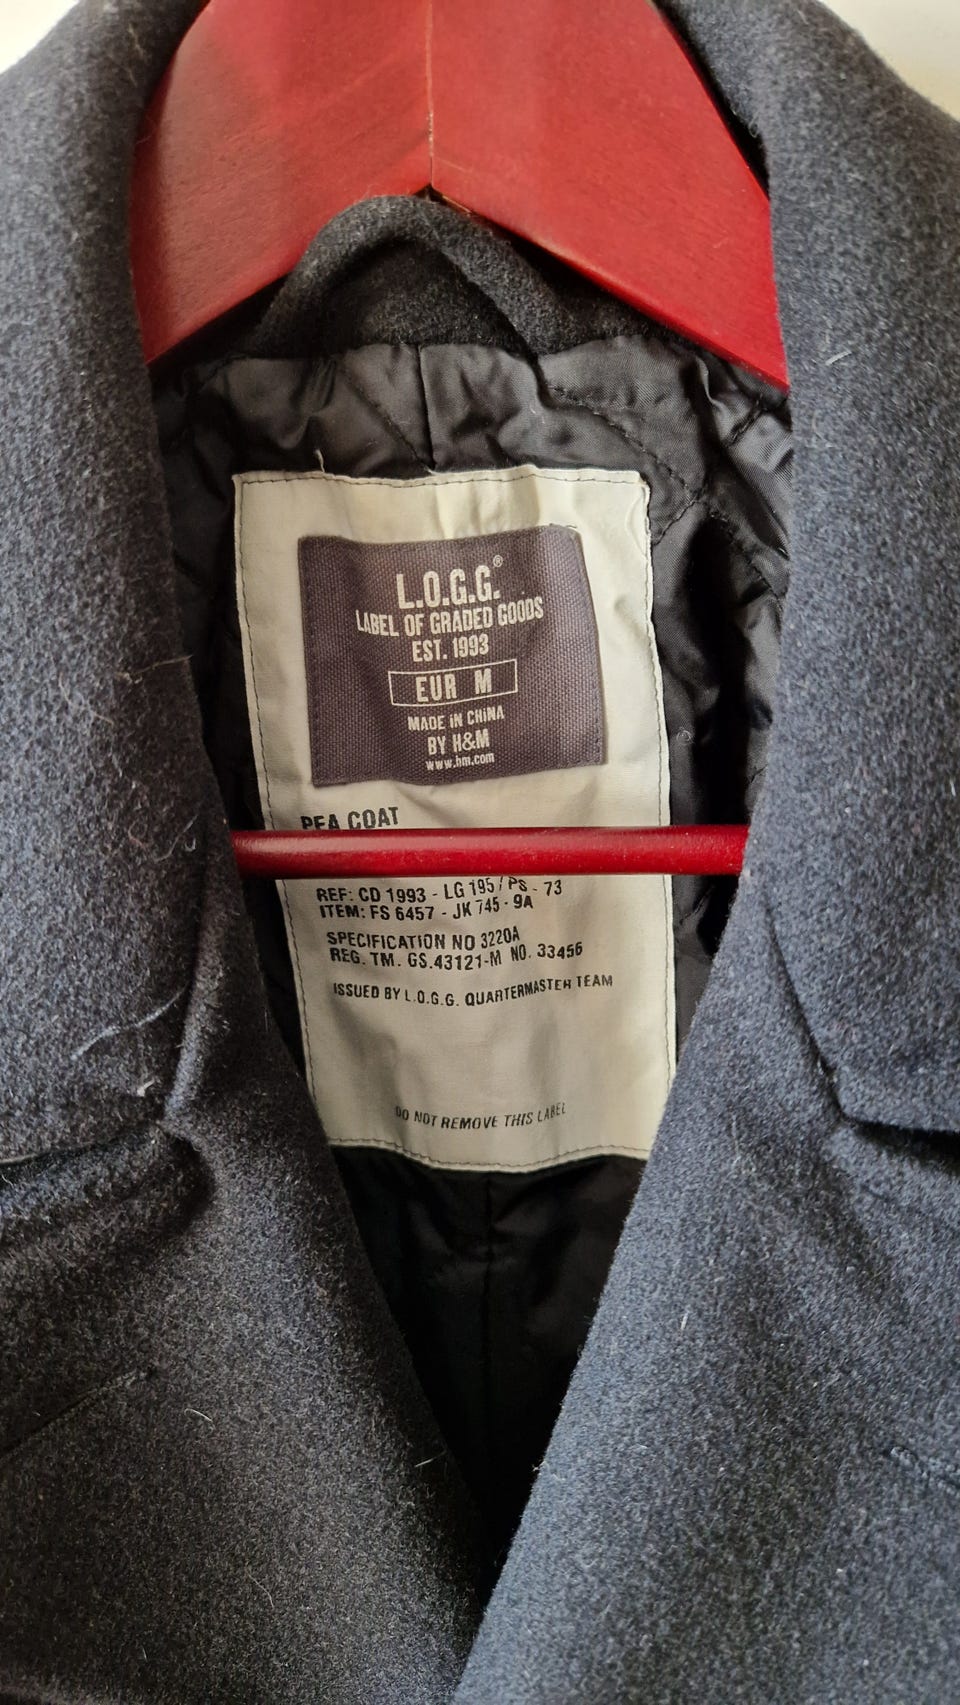 L.O.G.G.®
LABEL OF GRADED GOODS
EST. 1993
EUR M
MADE IN CHINA
BY H&M
www.hm.com
PEA COAT
REF: CD 1993 - LG 195 / PS - 73
ITEM: FS 6457 - JK 745 - 9A
SPECIFICATION NO 3220A
REG. TM. GS.43121-M NO. 33456
ISSUED BY L.O.G.G. QUARTERMASTER TEAM
DO NOT REMOVE THIS LABEL